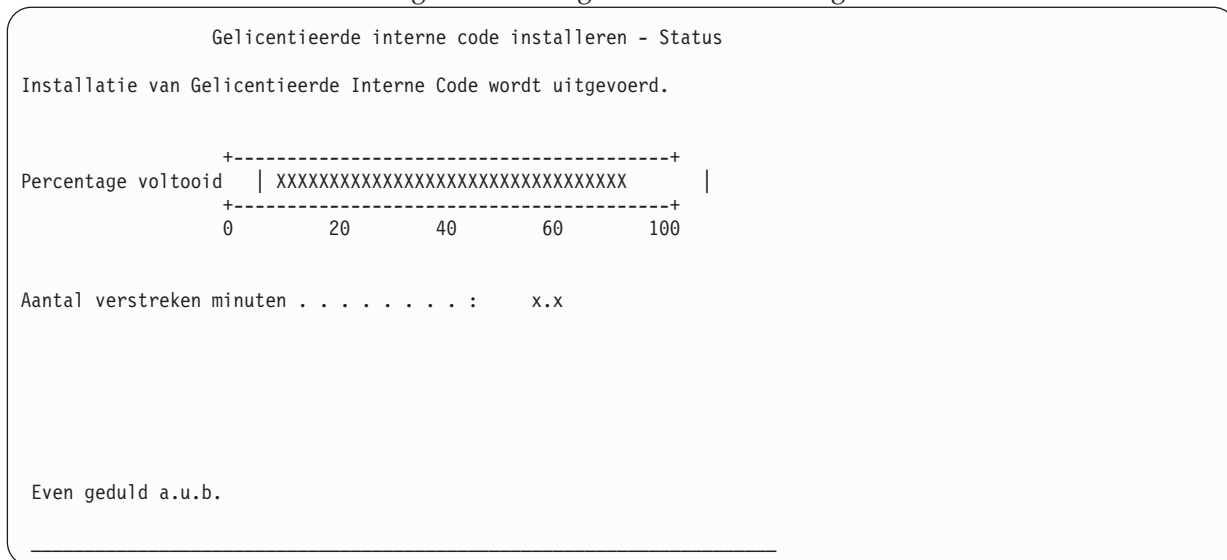 Gelicentieerde interne code installeren - Status
Installatie van Gelicentieerde Interne Code wordt uitgevoerd.
+-----------------------------------------+
Percentage voltooid | XXXXXXXXXXXXXXXXXXXXXXXXXXXXXXXXX |
+-----------------------------------------+
0 20 40 60 100
Aantal verstreken minuten . . . . . . . . : x.x
Even geduld a.u.b.